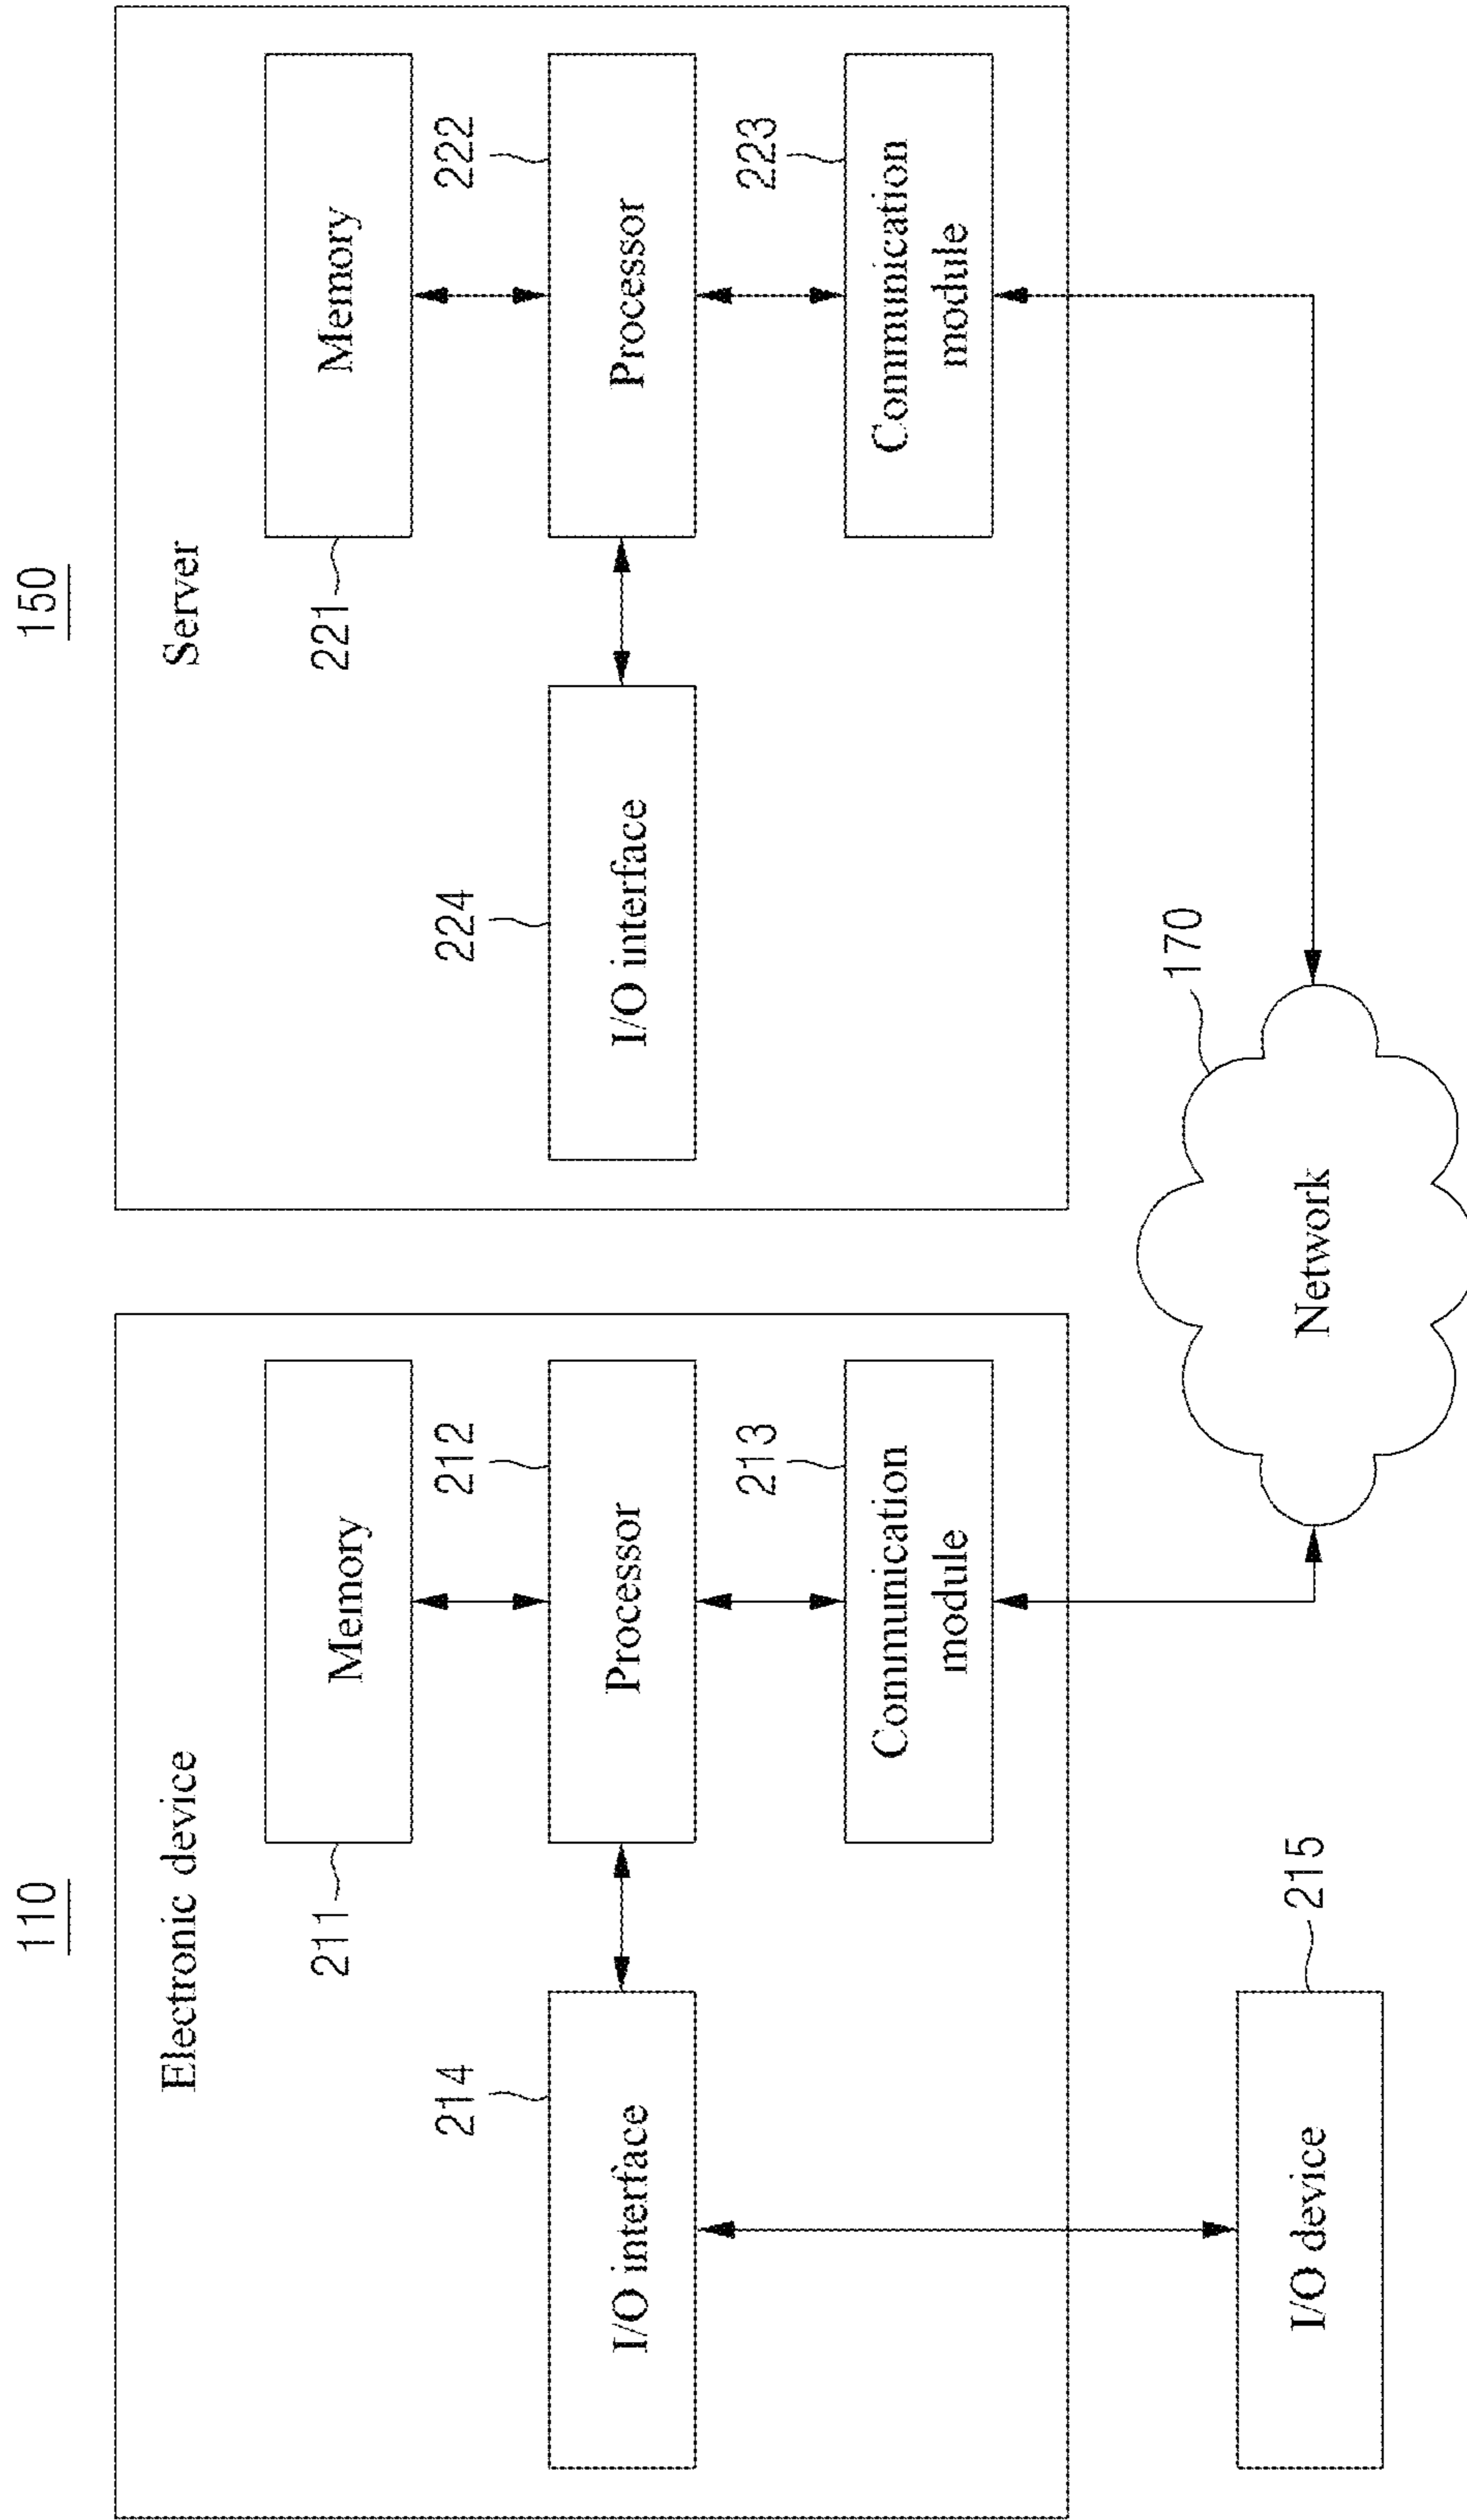 110
Electronic device
Memory
211
212
Processor
214
I/O interface
213
Communication
module
I/O device
215
150
Server
Memory
221
222
Processor
224
I/O interface
223
Communication
module
170
Network